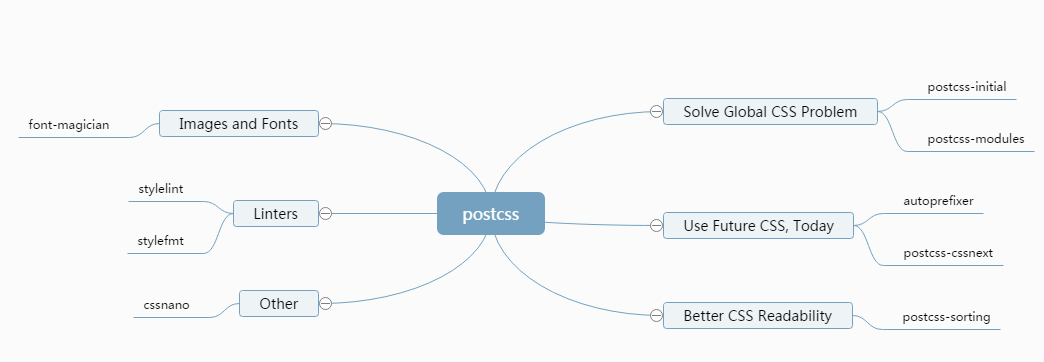 postcss
Images and Fonts
font-magician
Linters
stylelint
stylefmt
Other
cssnano
Solve Global CSS Problem
postcss-initial
postcss-modules
Use Future CSS, Today
autoprefixer
postcss-cssnext
Better CSS Readability
postcss-sorting